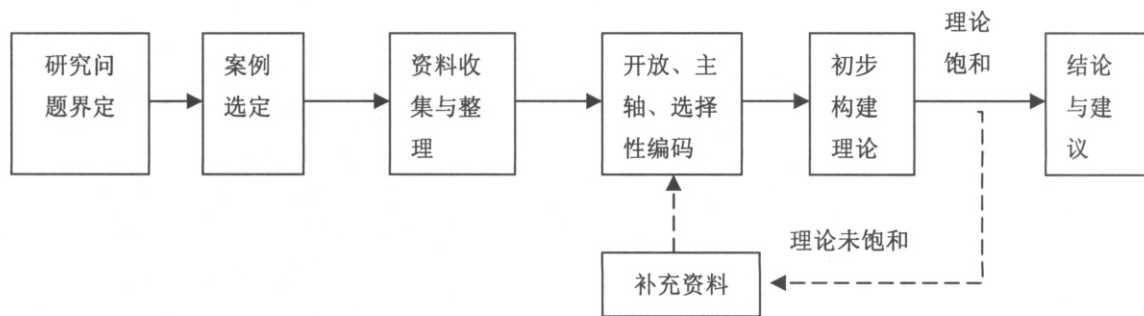 研究问
题界定
案例
选定
资料收
集与整
理
开放、主
轴、选择
性编码
初步
构建
理论
理论
饱和
结论
与建
议
理论未饱和
补充资料